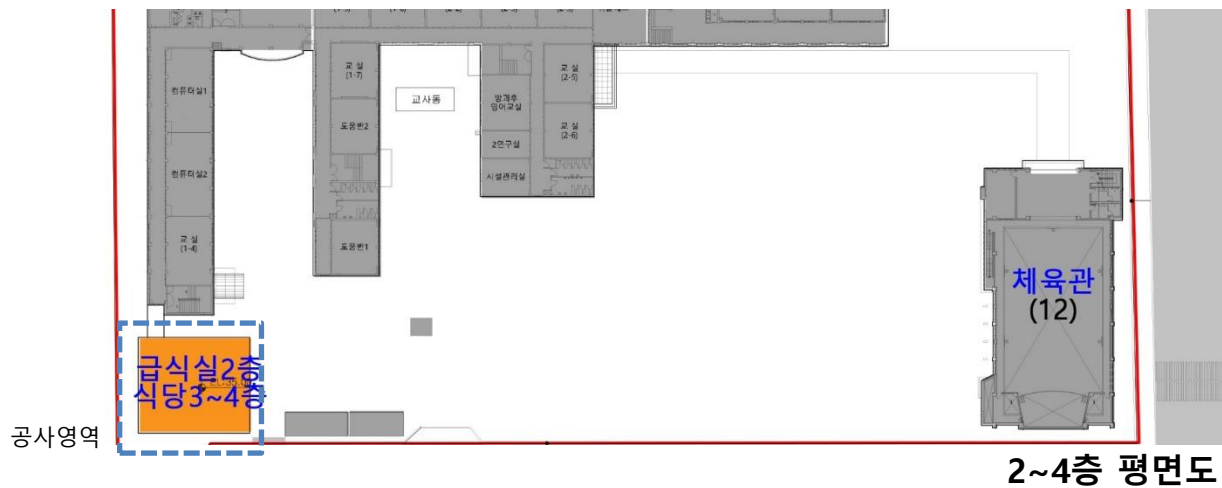 교 실
(1-7)
교 실
(2-5)
컴퓨터실1
교사동
방과후
영어교실
도움반2
교 실
(2-6)
2연구실
컴퓨터실2
시설관리실
교 실
(1-4)
도움반1
체육관
(12)
급식실2층
식당3~4층
공사영역
2~4층 평면도